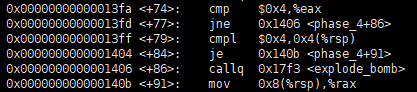 0x00000000000013fa <+74>: cmp $0x4,%eax
0x00000000000013fd <+77>: jne 0x1406 <phase_4+86>
0x00000000000013ff <+79>: cmpl $0x4,0x4(%rsp)
0x0000000000001404 <+84>: je 0x140b <phase_4+91>
0x0000000000001406 <+86>: callq 0x17f3 <explode_bomb>
0x000000000000140b <+91>: mov 0x8(%rsp),%rax